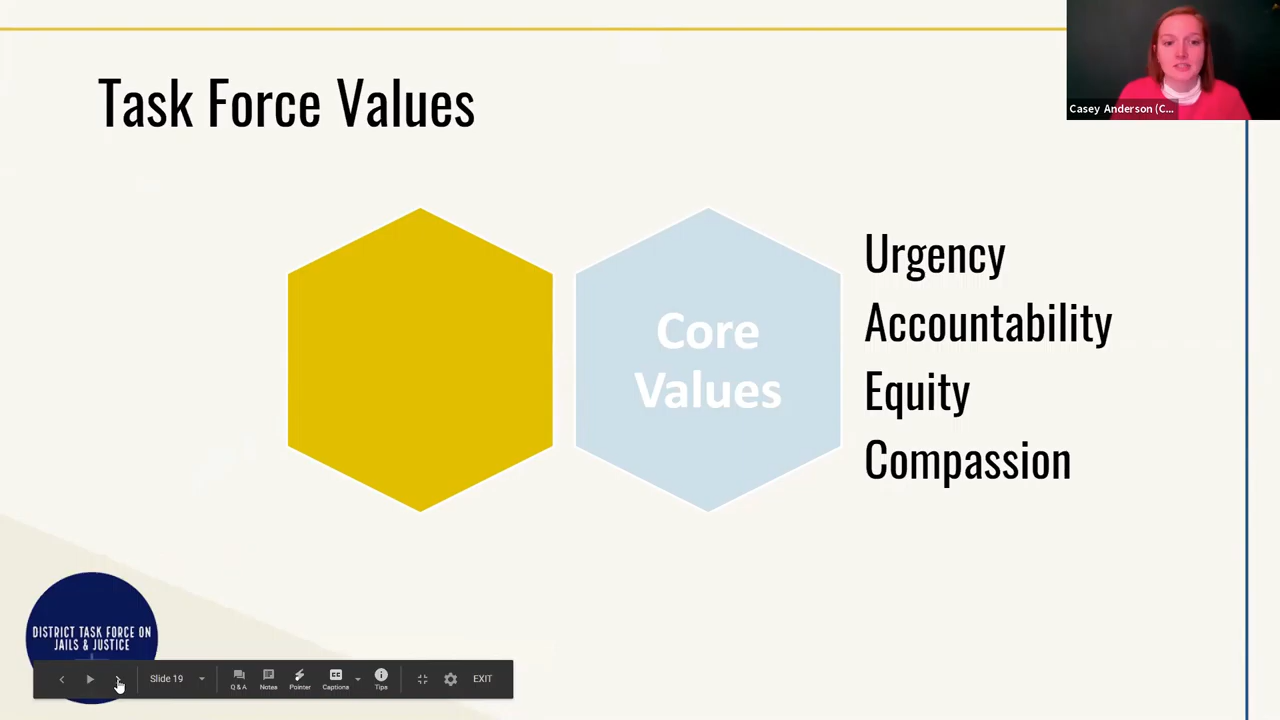 Task Force Values
Casey Anderson (C...
Core
Values
Urgency
Accountability
Equity
Compassion
DISTRICT TASK FORCE ON
JAILS & JUSTICE
Slide 19
Q & A
Notes
Pointer
Captions
Tips
EXIT